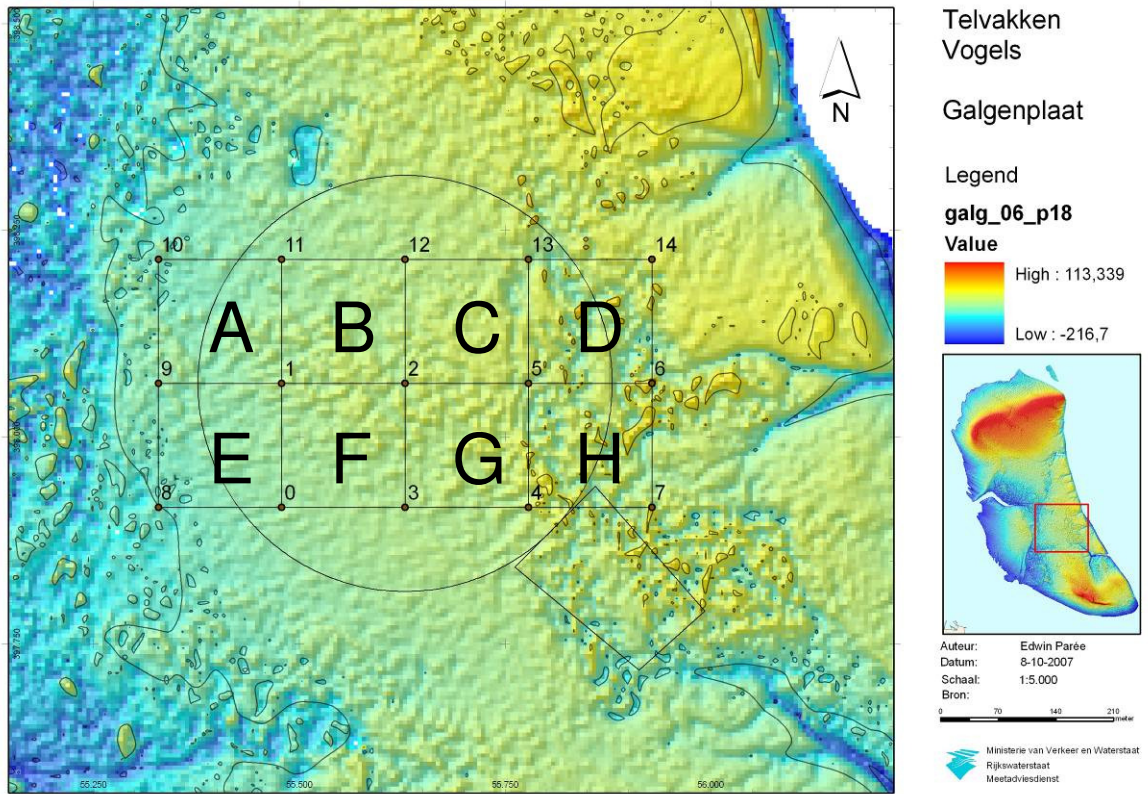 Telvakken
Vogels
Galgenplaat
Legend
galg_06_p18
Value
High : 113,339
Low : -216,7
N
10 11 12 13 14
A B C D
9 1 2 5 6
E F G H
8 0 3 4 7
397.750
55.250 55.500 55.750 56.000
Auteur: Edwin Parée
Datum: 8-10-2007
Schaal: 1:5.000
Bron:
0 70 140 210
meter
Ministerie van Verkeer en Waterstaat
Rijkswaterstaat
Meetadviesdienst